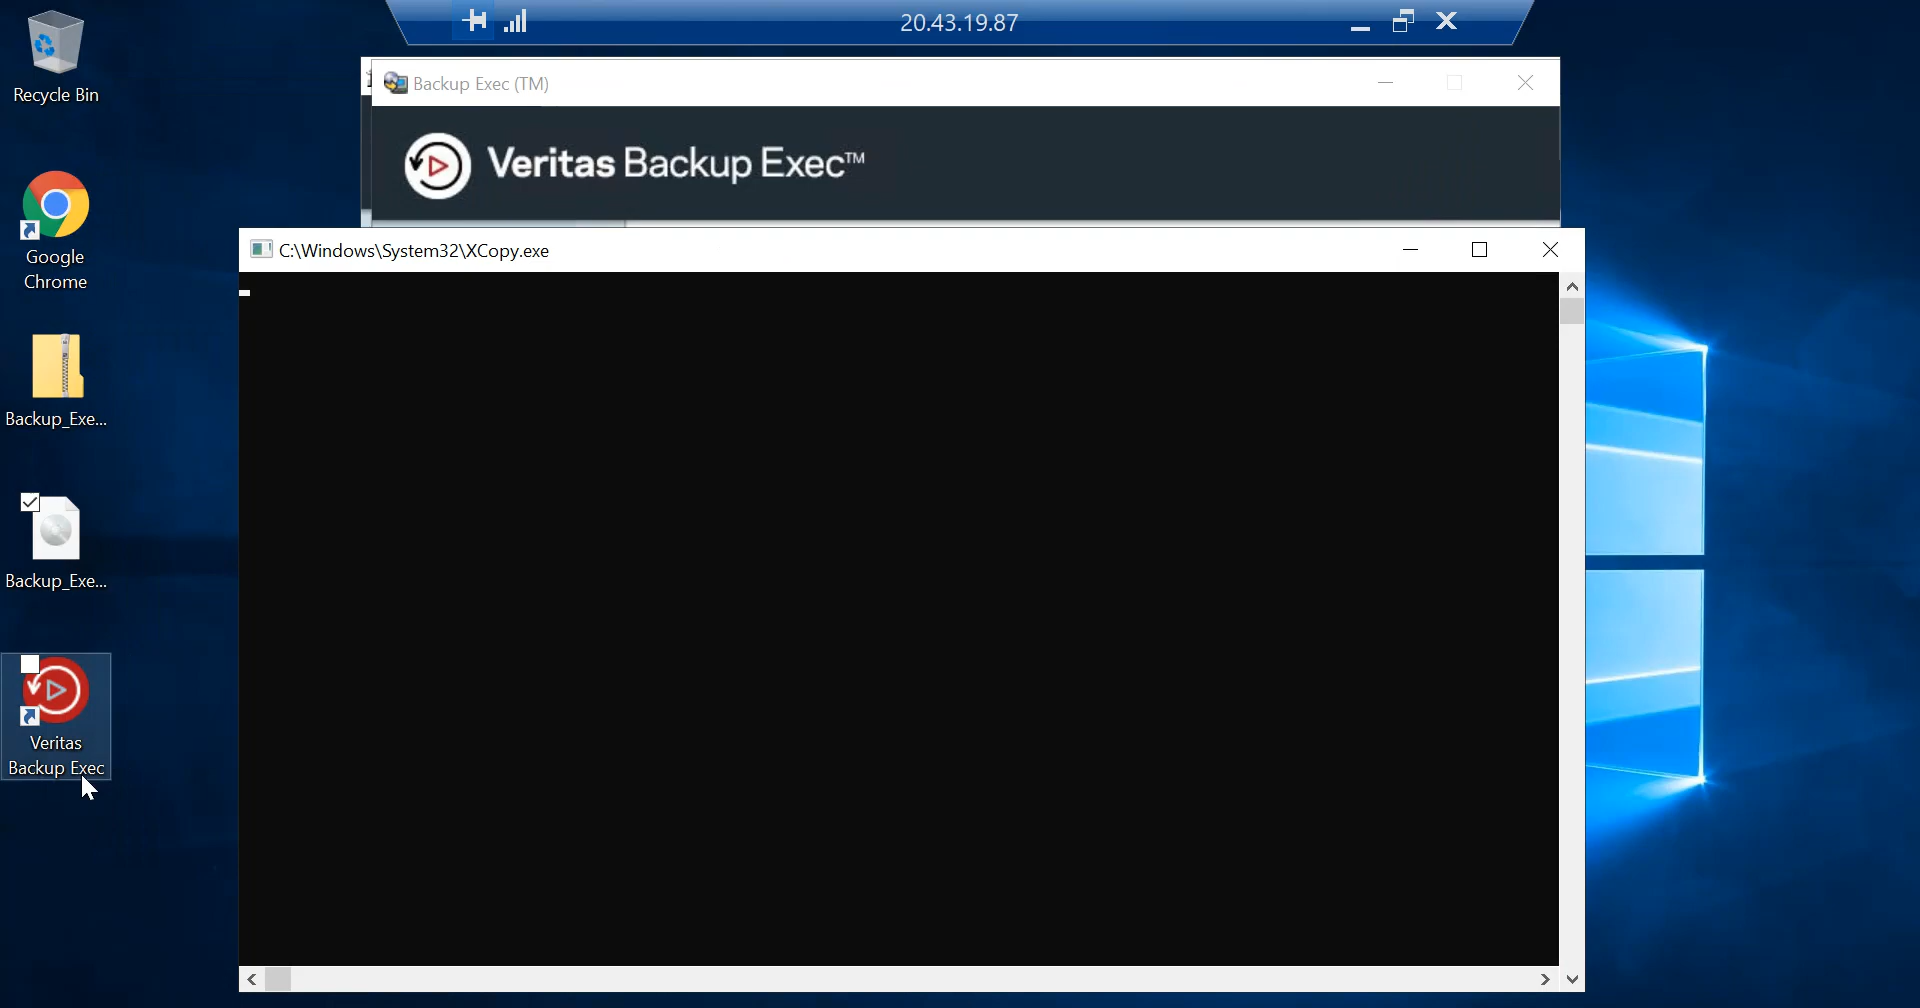 20.43.19.87
Recycle Bin
Backup Exec (TM)
Veritas Backup Exec™
Google
Chrome
C:\Windows\System32\XCopy.exe
Backup_Exe...
Backup_Exe...
Veritas
Backup Exec